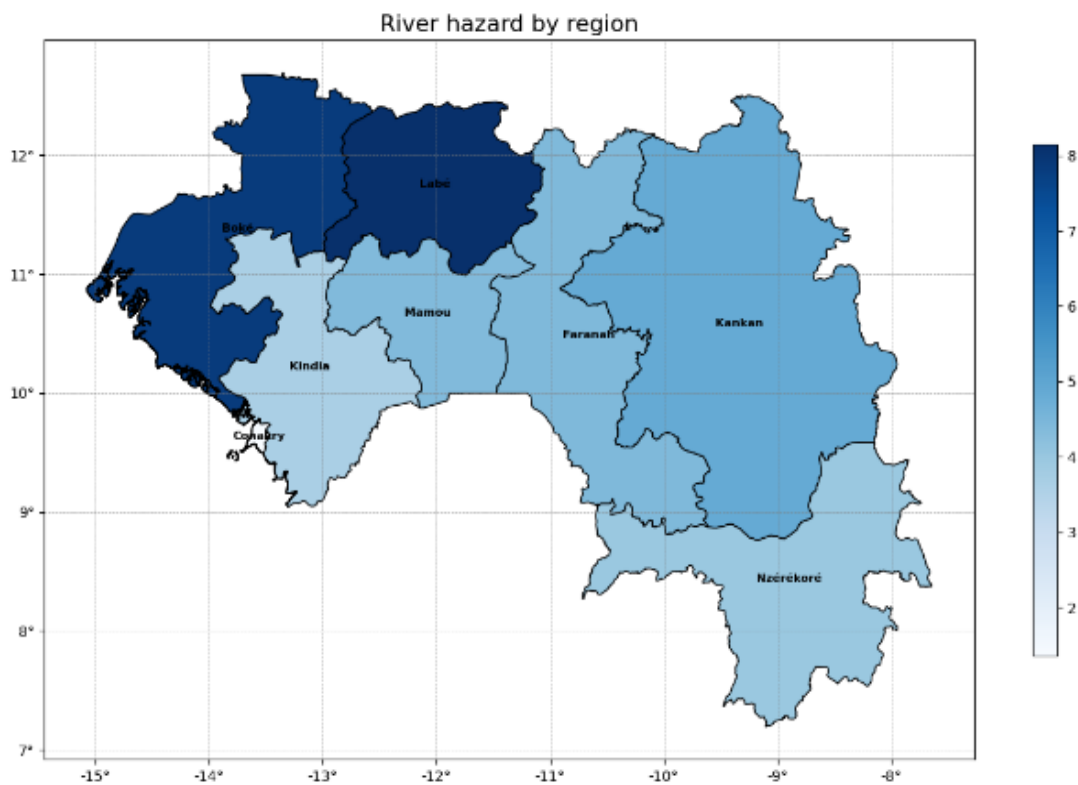 River hazard by region
12°
11°
10°
9°
8°
7°
-15°
-14°
-13°
-12°
-11°
-10°
-9°
-8°
Labé
Boké
Mamou
Kankan
Faranah
Kindia
Conakry
Nzérékoré
8
7
6
5
4
3
2